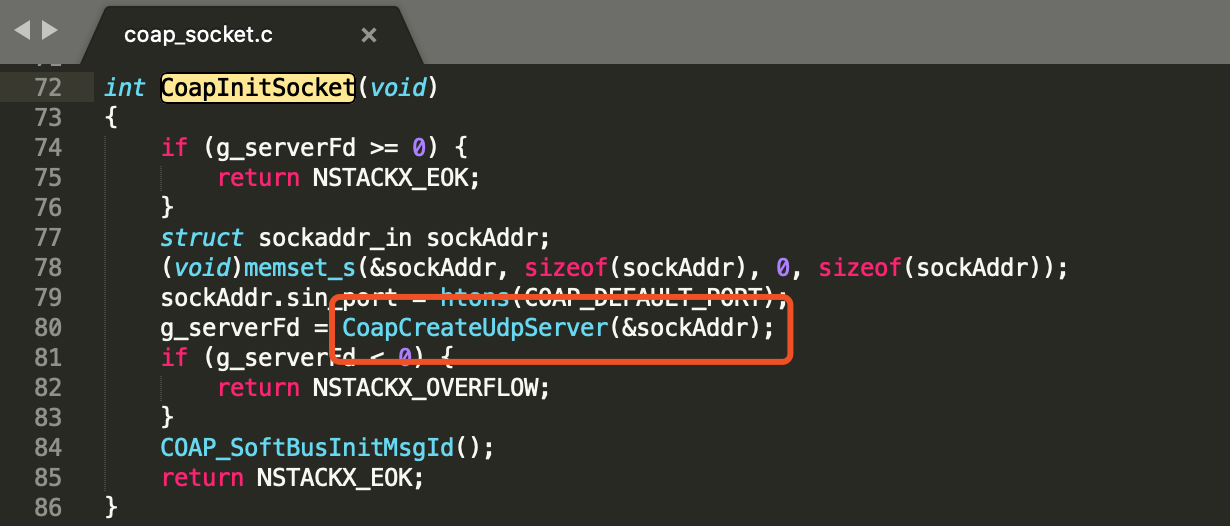 coap_socket.c ×
72 int CoapInitSocket(void)
73 {
74 if (g_serverFd >= 0) {
75 return NSTACKX_EOK;
76 }
77 struct sockaddr_in sockAddr;
78 (void)memset_s(&sockAddr, sizeof(sockAddr), 0, sizeof(sockAddr));
79 sockAddr.sin_port = htons(COAP_DEFAULT_PORT);
80 g_serverFd = CoapCreateUdpServer(&sockAddr);
81 if (g_serverFd < 0) {
82 return NSTACKX_OVERFLOW;
83 }
84 COAP_SoftBusInitMsgId();
85 return NSTACKX_EOK;
86 }